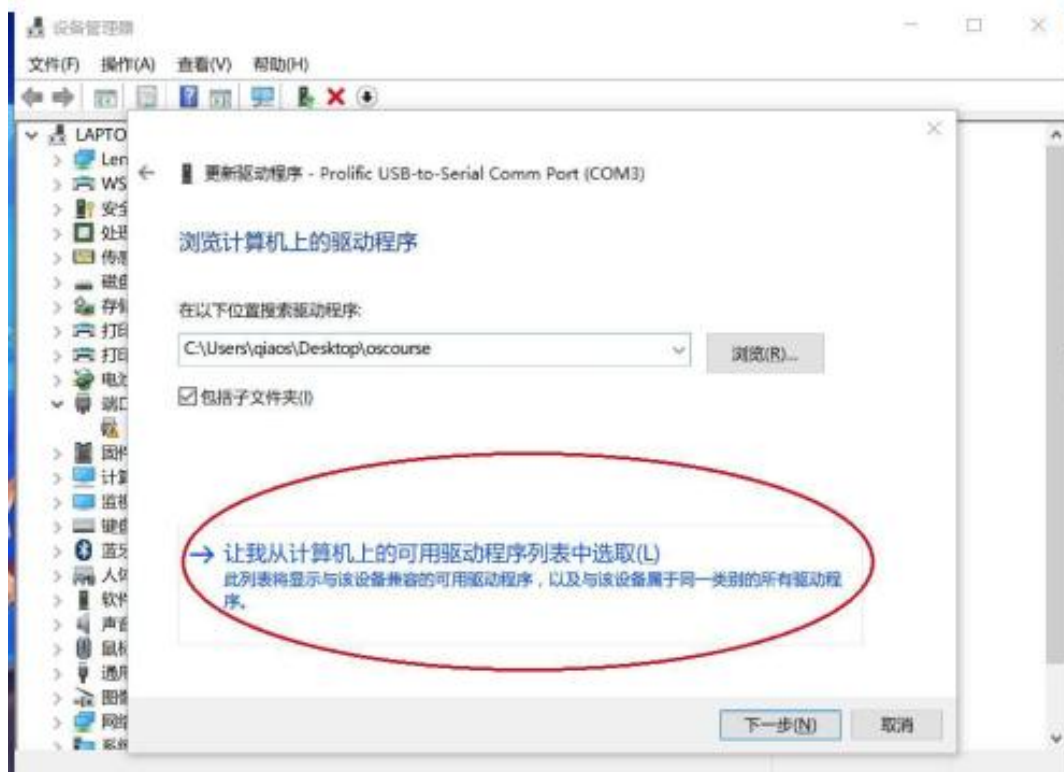 设备管理器
文件(F) 操作(A) 查看(V) 帮助(H)
LAPTO
Len
WS
安全
处理
传感
磁盘
存储
打印
打印
电池
端口
固件
计算
监视
键盘
蓝牙
人体
软件
声音
鼠标
通用
图像
网络
系统
更新驱动程序 - Prolific USB-to-Serial Comm Port (COM3)
浏览计算机上的驱动程序
在以下位置搜索驱动程序:
C:\Users\qiaos\Desktop\oscourse
浏览(R)...
包括子文件夹(I)
让我从计算机上的可用驱动程序列表中选取(L)
此列表将显示与该设备兼容的可用驱动程序，以及与该设备属于同一类别的所有驱动程
序。
下一步(N) 取消